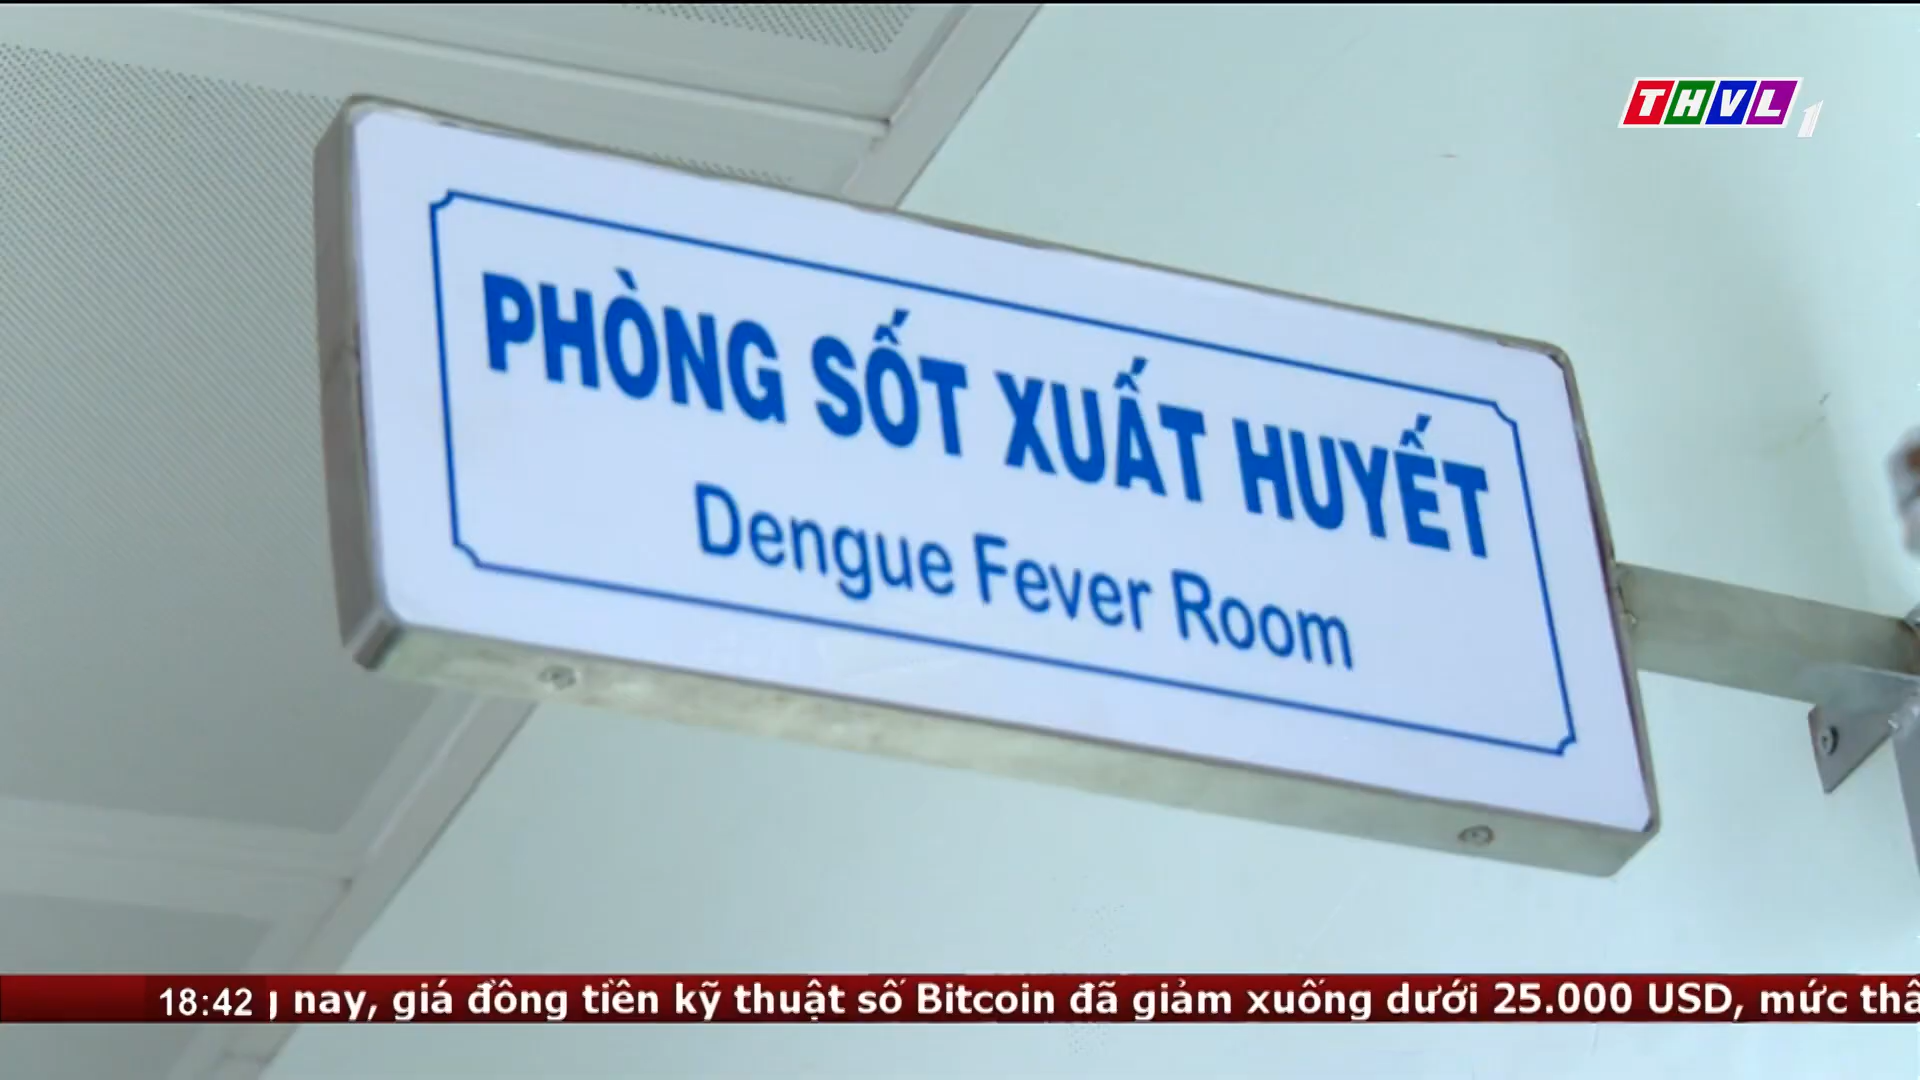 THVL1
PHÒNG SỐT XUẤT HUYẾT
Dengue Fever Room
18:42 nay, giá đồng tiền kỹ thuật số Bitcoin đã giảm xuống dưới 25.000 USD, mức